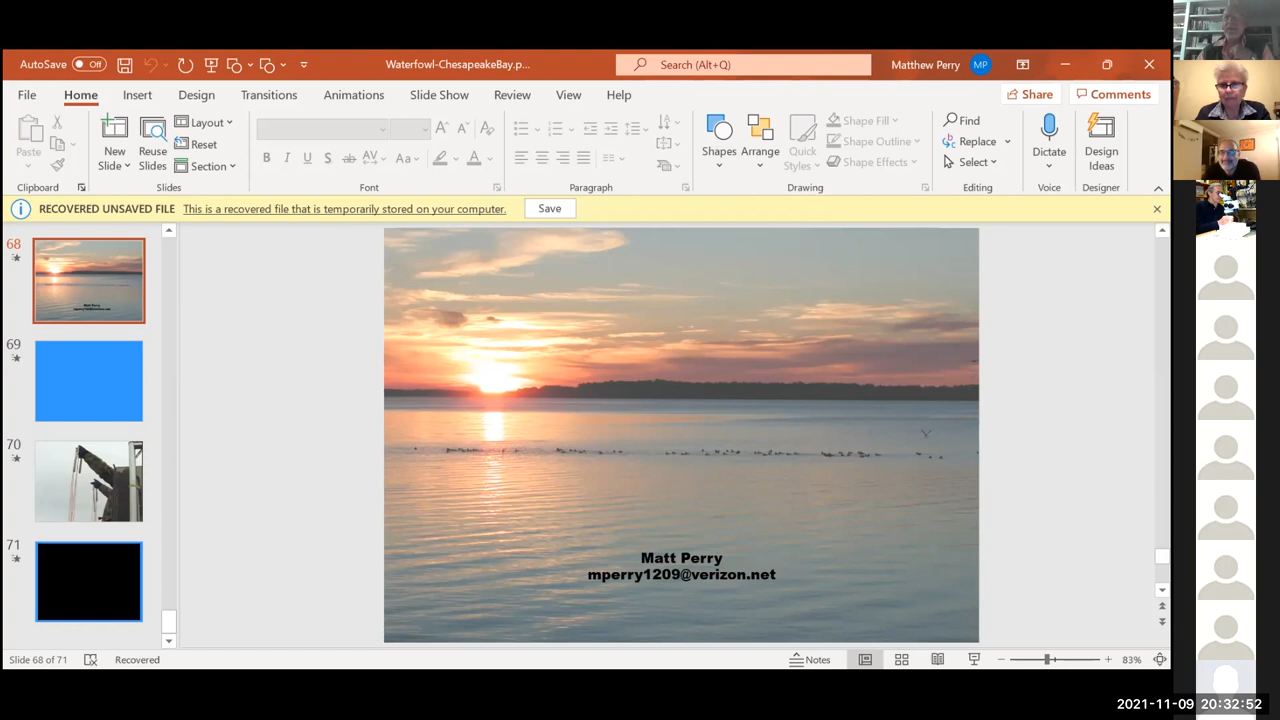 AutoSave Off Waterfowl-ChesapeakeBay.p... Search (Alt+Q) Matthew Perry MP
File Home Insert Design Transitions Animations Slide Show Review View Help Share Comments
Paste
New Slide
Reuse Slides
Layout
Reset
Section
B I U S ab AV Aa A
Shapes
Arrange
Quick Styles
Shape Fill
Shape Outline
Shape Effects
Find
Replace
Select
Dictate
Design Ideas
Clipboard Slides Font Paragraph Drawing Editing Voice Designer
RECOVERED UNSAVED FILE This is a recovered file that is temporarily stored on your computer. Save
68
69
70
71
Matt Perry
mperry1209@verizon.net
Slide 68 of 71 Recovered Notes 83%
2021-11-09 20:32:52